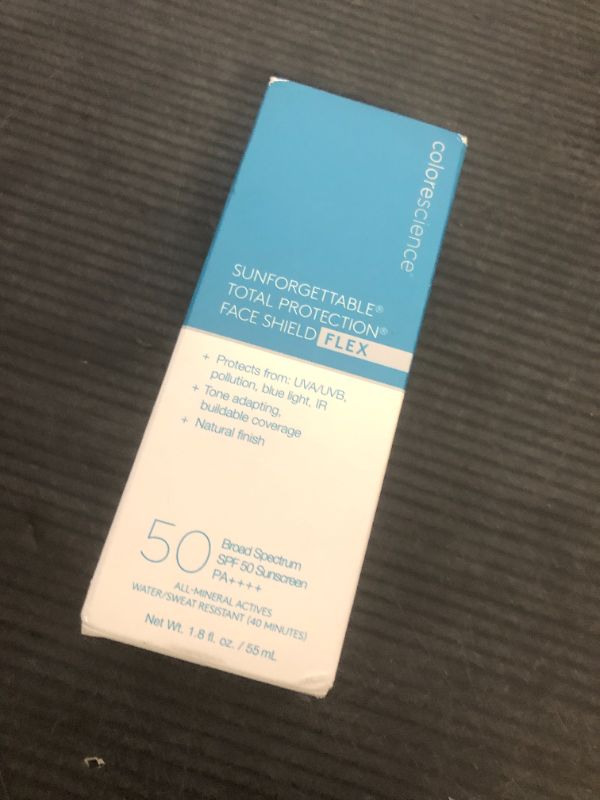 colorescience®
SUNFORGETTABLE®
TOTAL PROTECTION®
FACE SHIELD FLEX
+ Protects from: UVA/UVB,
pollution, blue light, IR
+ Tone adapting,
buildable coverage
+ Natural finish
50
Broad Spectrum
SPF 50 Sunscreen
PA++++
ALL-MINERAL ACTIVES
WATER/SWEAT RESISTANT (40 MINUTES)
Net Wt. 1.8 fl. oz. / 55 mL